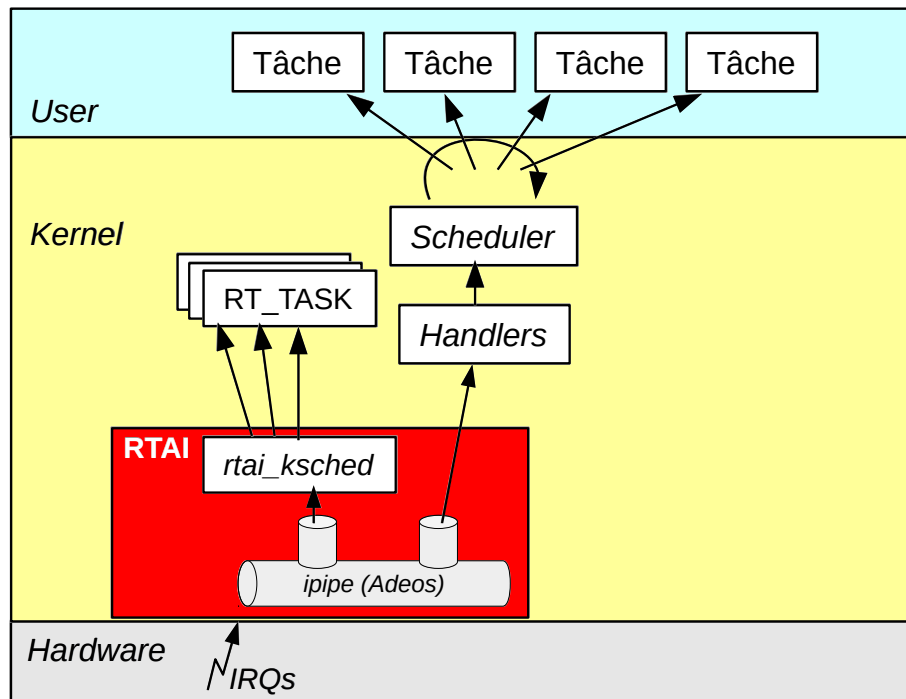 Tâche
Tâche
Tâche
Tâche
User
Kernel
Scheduler
RT_TASK
Handlers
RTAI
rtai_ksched
ipipe (Adeos)
Hardware
IRQs